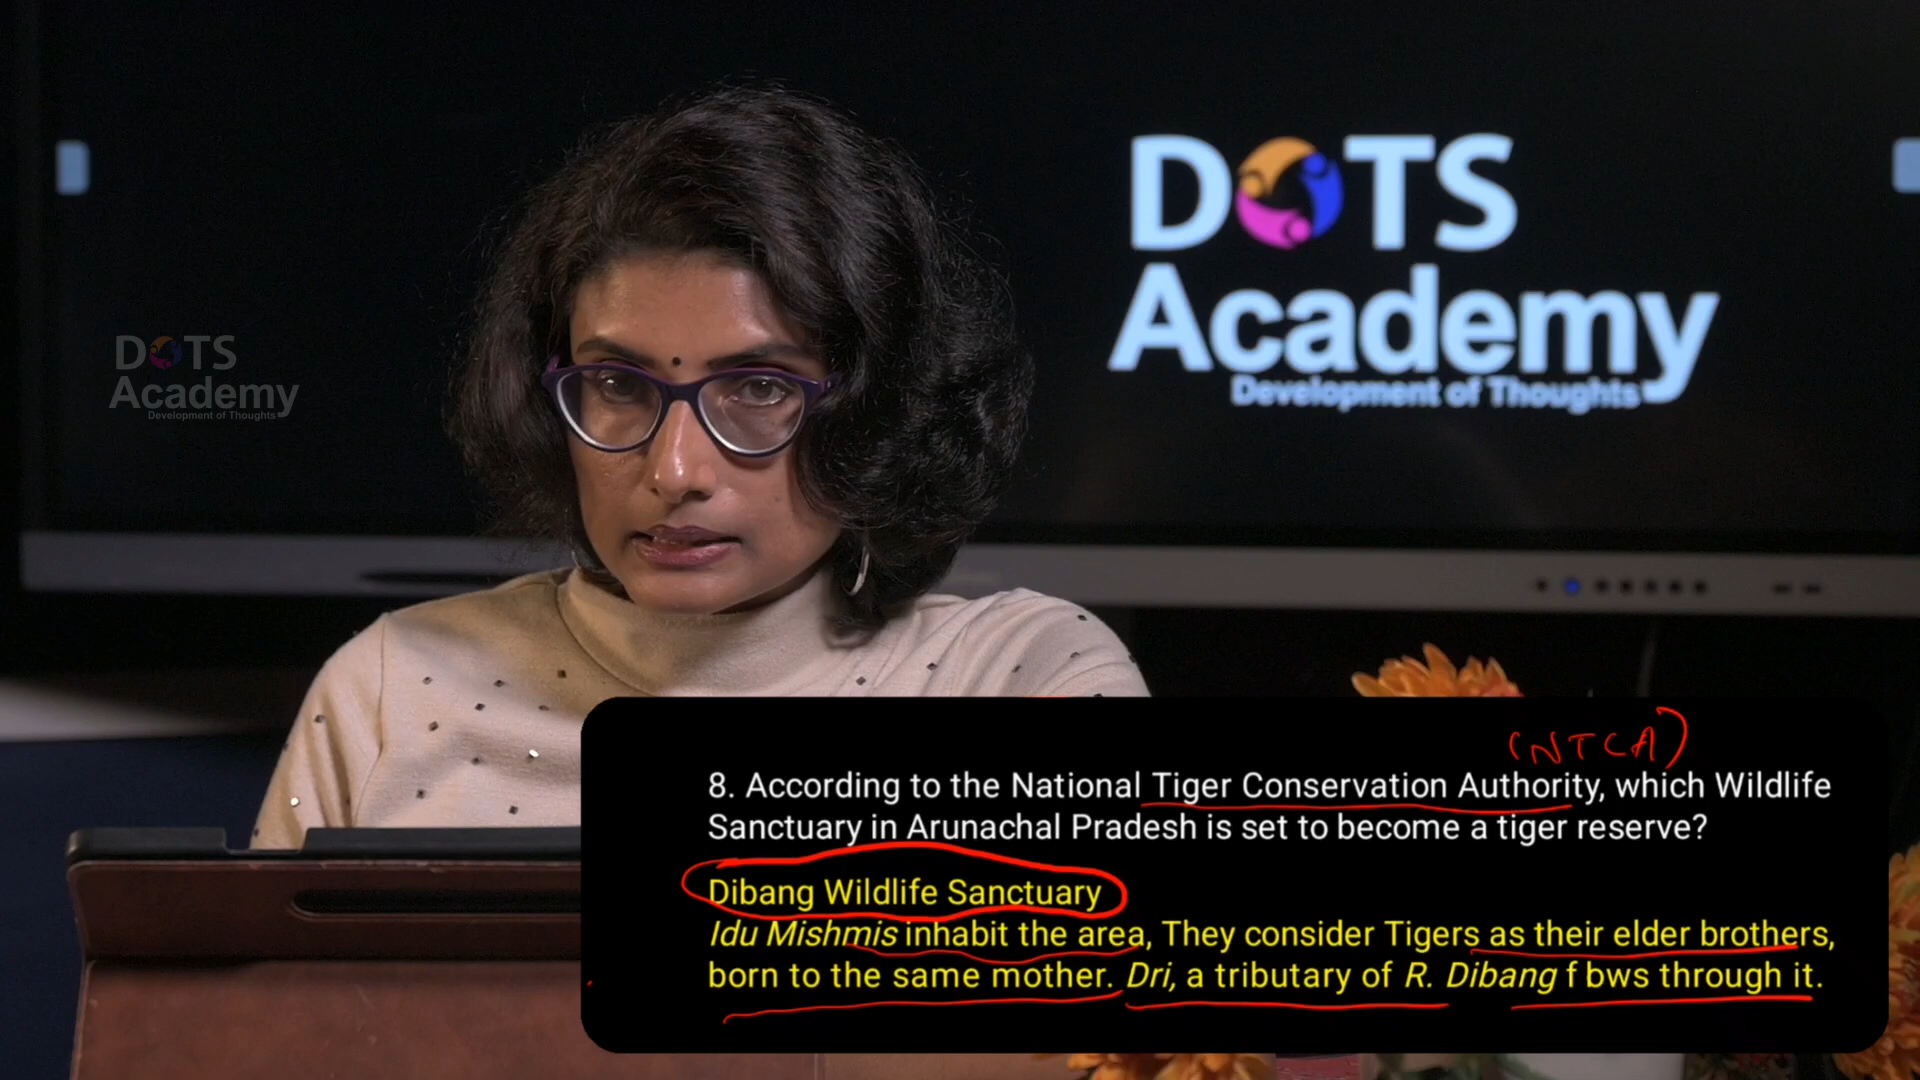 DOTS
Academy
Development of Thoughts
DOTS
Academy
Development of Thoughts
(NTCA)
8. According to the National Tiger Conservation Authority, which Wildlife
Sanctuary in Arunachal Pradesh is set to become a tiger reserve?
Dibang Wildlife Sanctuary
Idu Mishmis inhabit the area, They consider Tigers as their elder brothers,
born to the same mother. Dri, a tributary of R. Dibang f bws through it.